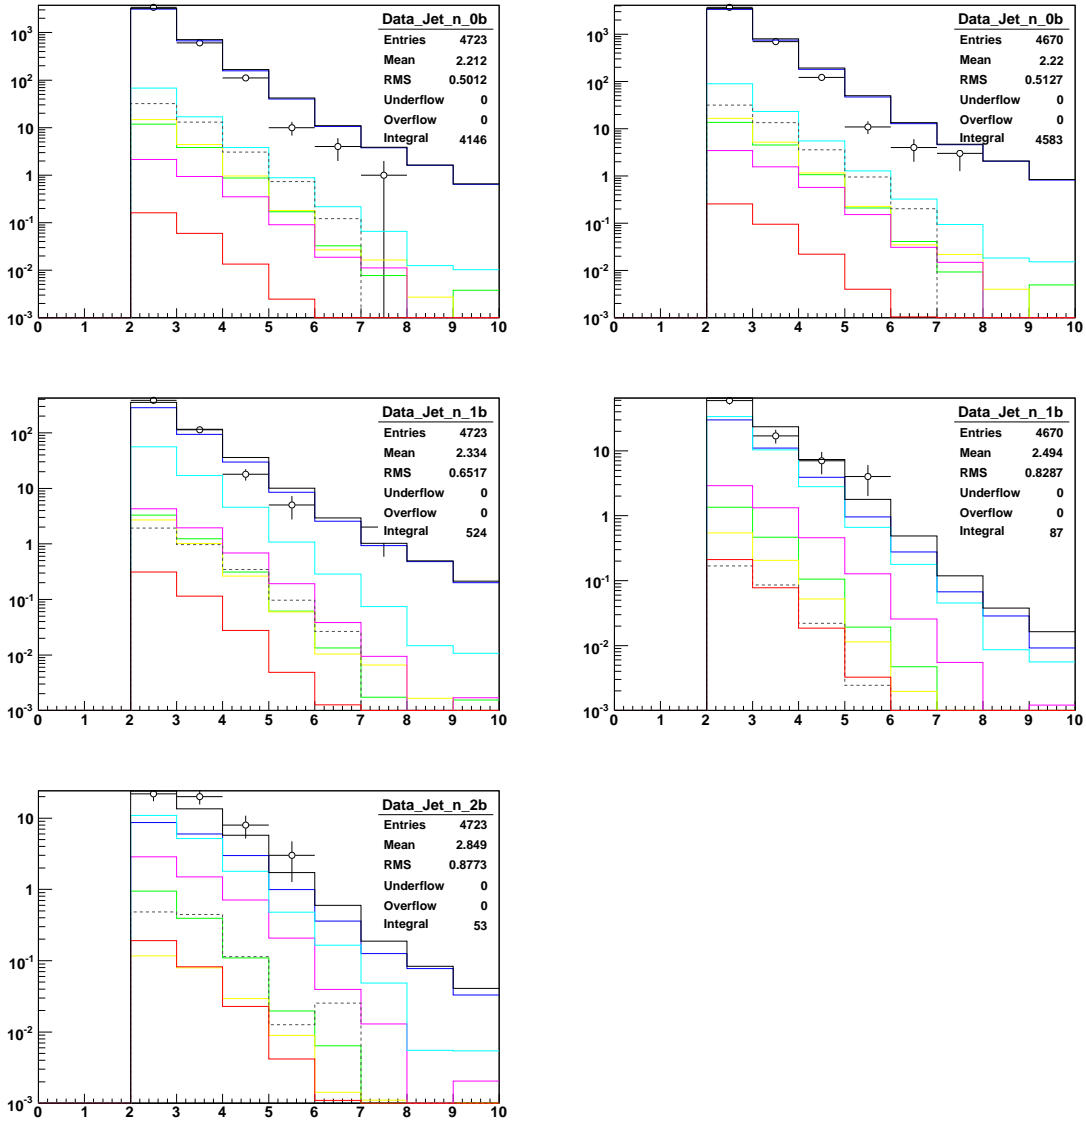 Data_Jet_n_0b
Entries 4723
Mean 2.212
RMS 0.5012
Underflow 0
Overflow 0
Integral 4146
10³
10²
10
1
10⁻¹
10⁻²
10⁻³
0 1 2 3 4 5 6 7 8 9 10
Data_Jet_n_0b
Entries 4670
Mean 2.22
RMS 0.5127
Underflow 0
Overflow 0
Integral 4583
10³
10²
10
1
10⁻¹
10⁻²
10⁻³
0 1 2 3 4 5 6 7 8 9 10
Data_Jet_n_1b
Entries 4723
Mean 2.334
RMS 0.6517
Underflow 0
Overflow 0
Integral 524
10²
10
1
10⁻¹
10⁻²
10⁻³
0 1 2 3 4 5 6 7 8 9 10
Data_Jet_n_1b
Entries 4670
Mean 2.494
RMS 0.8287
Underflow 0
Overflow 0
Integral 87
10
1
10⁻¹
10⁻²
10⁻³
0 1 2 3 4 5 6 7 8 9 10
Data_Jet_n_2b
Entries 4723
Mean 2.849
RMS 0.8773
Underflow 0
Overflow 0
Integral 53
10
1
10⁻¹
10⁻²
10⁻³
0 1 2 3 4 5 6 7 8 9 10